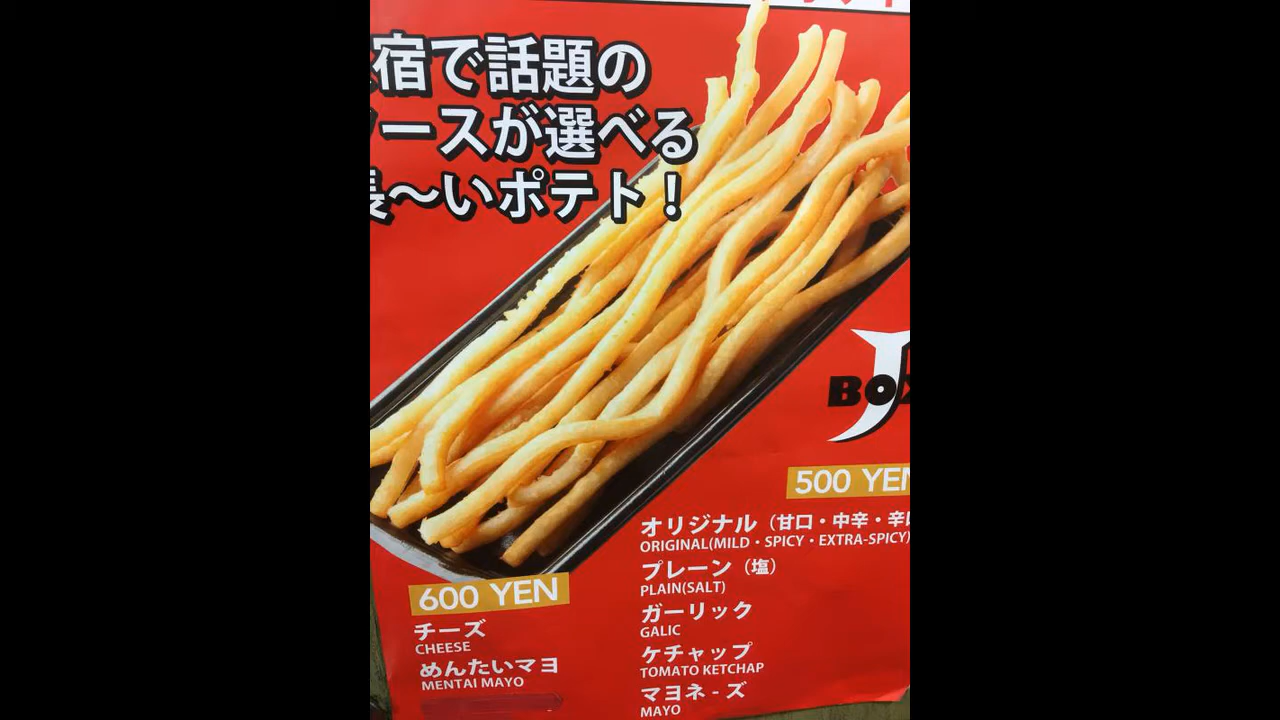 宿で話題の
ースが選べる
〜いポテト！
BOX
500 YEN
オリジナル（甘口・中辛・辛口
ORIGINAL(MILD・SPICY・EXTRA-SPICY)
プレーン（塩）
PLAIN(SALT)
ガーリック
GALIC
ケチャップ
TOMATO KETCHAP
マヨネ-ズ
MAYO
600 YEN
チーズ
CHEESE
めんたいマヨ
MENTAI MAYO